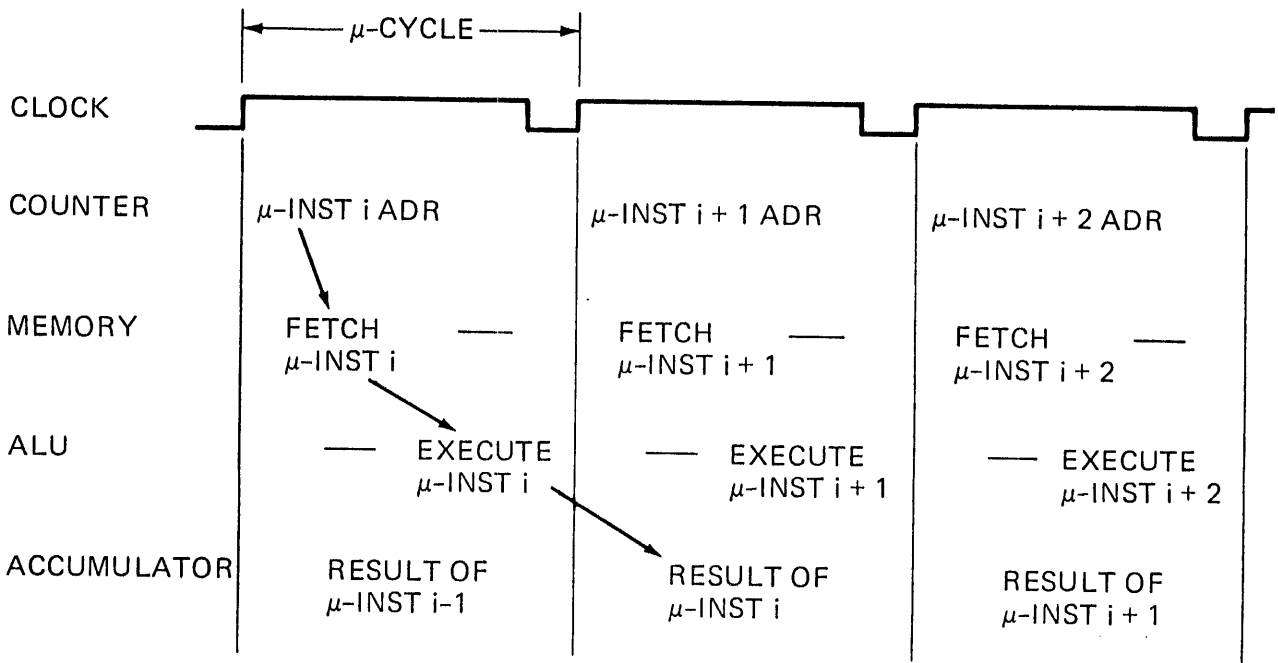 μ-CYCLE
CLOCK
COUNTER
μ-INST i ADR
μ-INST i + 1 ADR
μ-INST i + 2 ADR
MEMORY
FETCH
μ-INST i
FETCH
μ-INST i + 1
FETCH
μ-INST i + 2
ALU
EXECUTE
μ-INST i
EXECUTE
μ-INST i + 1
EXECUTE
μ-INST i + 2
ACCUMULATOR
RESULT OF
μ-INST i-1
RESULT OF
μ-INST i
RESULT OF
μ-INST i + 1